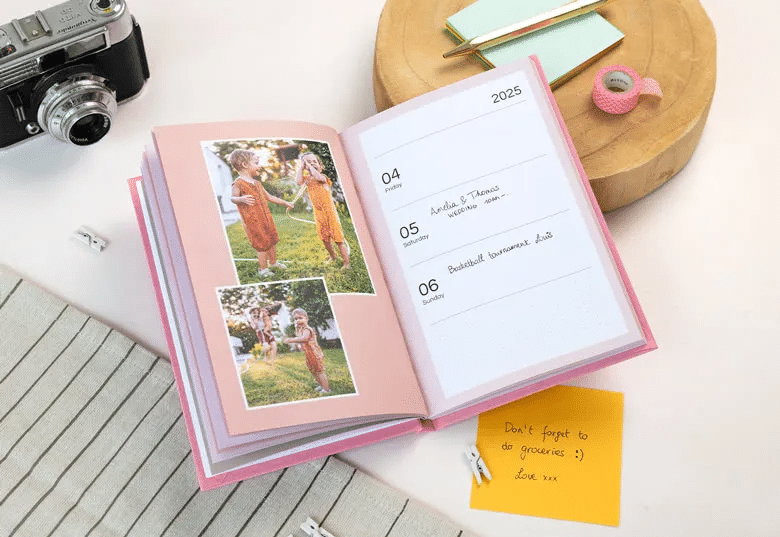 2025
04
Friday
Amelia & Thomas
WEDDING 10am -
05
Saturday
Basketball tournament Luis
06
Sunday
Don't forget to
do groceries :)
Love xxx